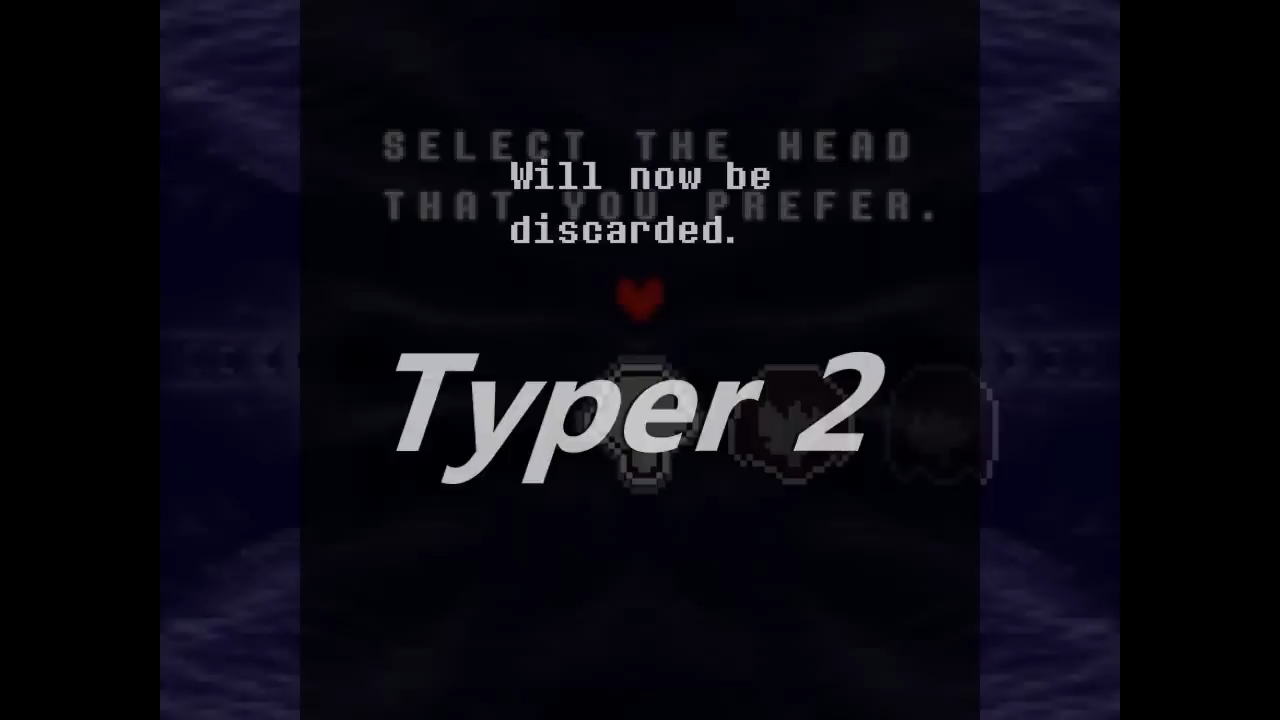 SELECT THE HEAD
Will now be
THAT YOU PREFER.
discarded.
Typer 2